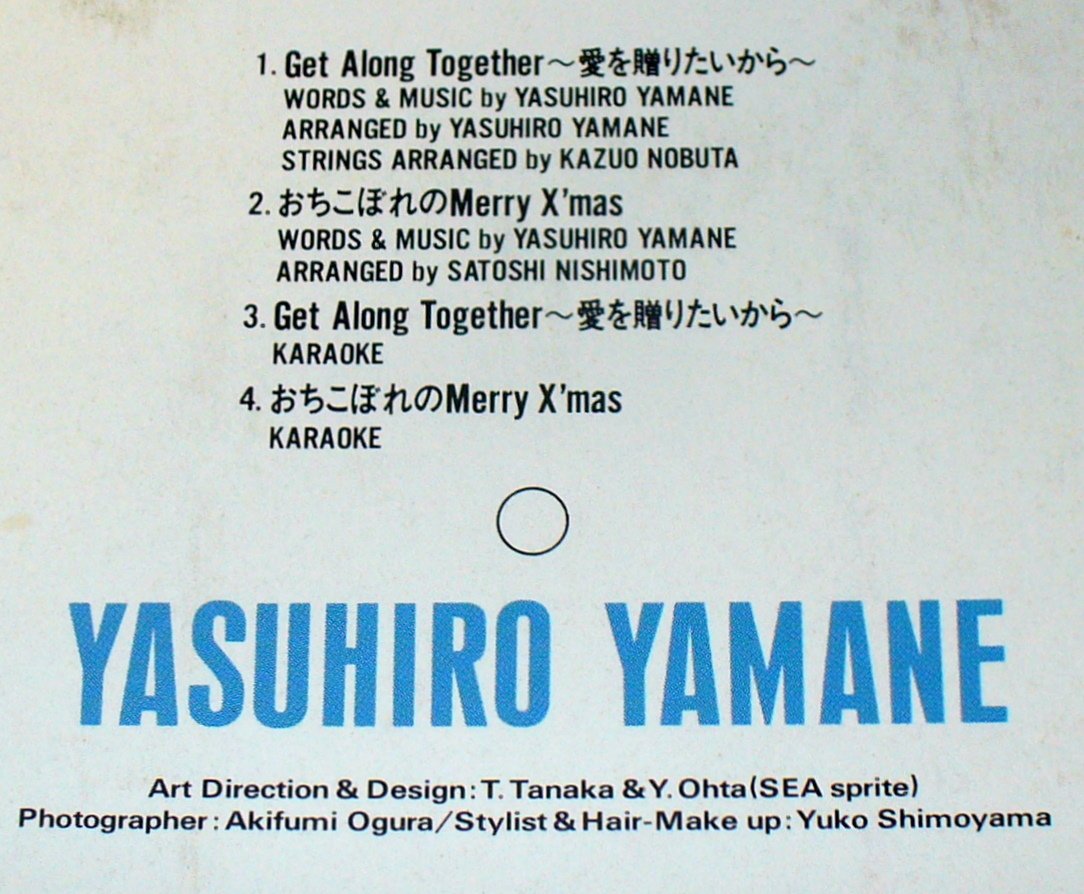 1. Get Along Together〜愛を贈りたいから〜
WORDS & MUSIC by YASUHIRO YAMANE
ARRANGED by YASUHIRO YAMANE
STRINGS ARRANGED by KAZUO NOBUTA
2. おちこぼれのMerry X'mas
WORDS & MUSIC by YASUHIRO YAMANE
ARRANGED by SATOSHI NISHIMOTO
3. Get Along Together〜愛を贈りたいから〜
KARAOKE
4. おちこぼれのMerry X'mas
KARAOKE
YASUHIRO YAMANE
Art Direction & Design:T. Tanaka & Y. Ohta(SEA sprite)
Photographer:Akifumi Ogura/Stylist & Hair-Make up:Yuko Shimoyama